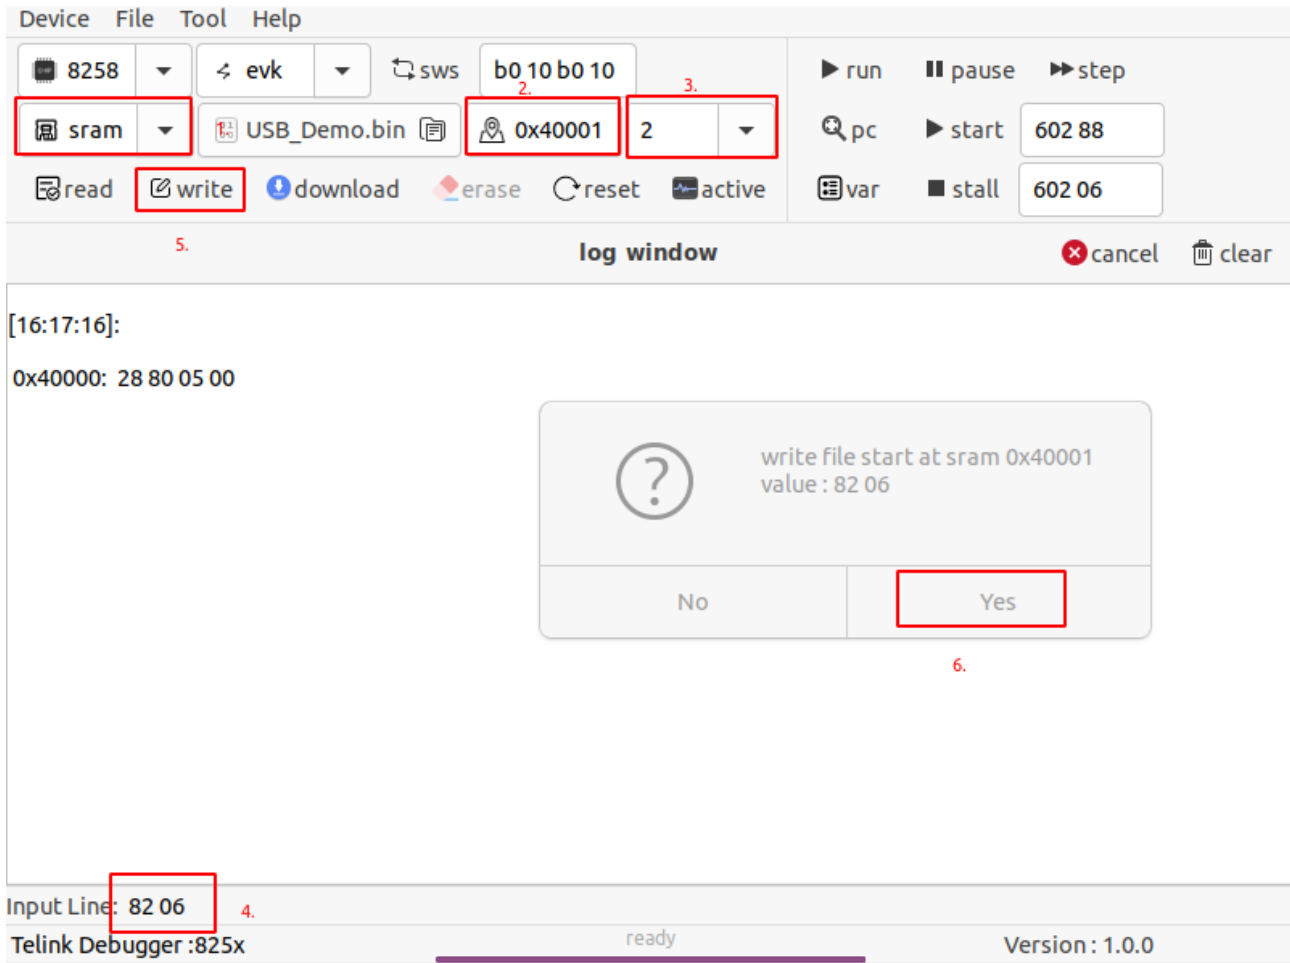 Device File Tool Help
8258 evk sws b0 10 b0 10 run pause step
2. 3.
sram USB_Demo.bin 0x40001 2 pc start 602 88
read write download erase reset active var stall 602 06
5.
log window cancel clear
[16:17:16]:
0x40000: 28 80 05 00
write file start at sram 0x40001
value : 82 06
No Yes
6.
Input Line: 82 06 4.
Telink Debugger :825x ready Version : 1.0.0